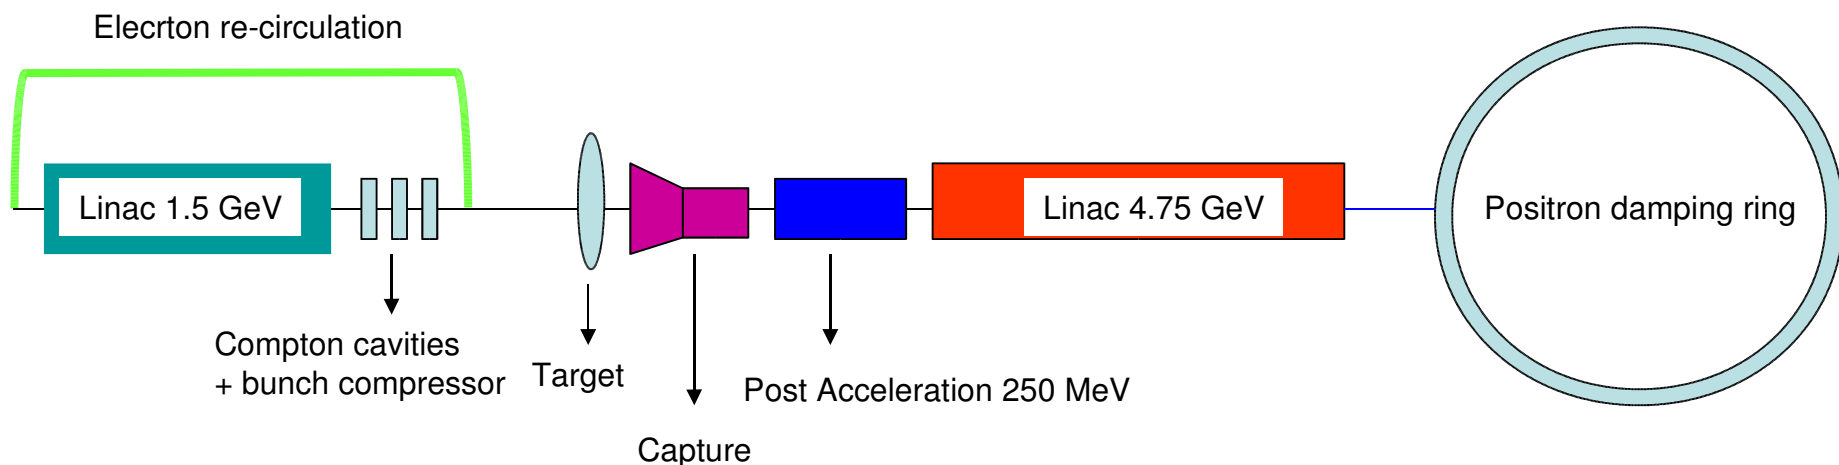 Elecrton re-circulation
Linac 1.5 GeV
Linac 4.75 GeV
Positron damping ring
Compton cavities
+ bunch compressor
Target
Post Acceleration 250 MeV
Capture